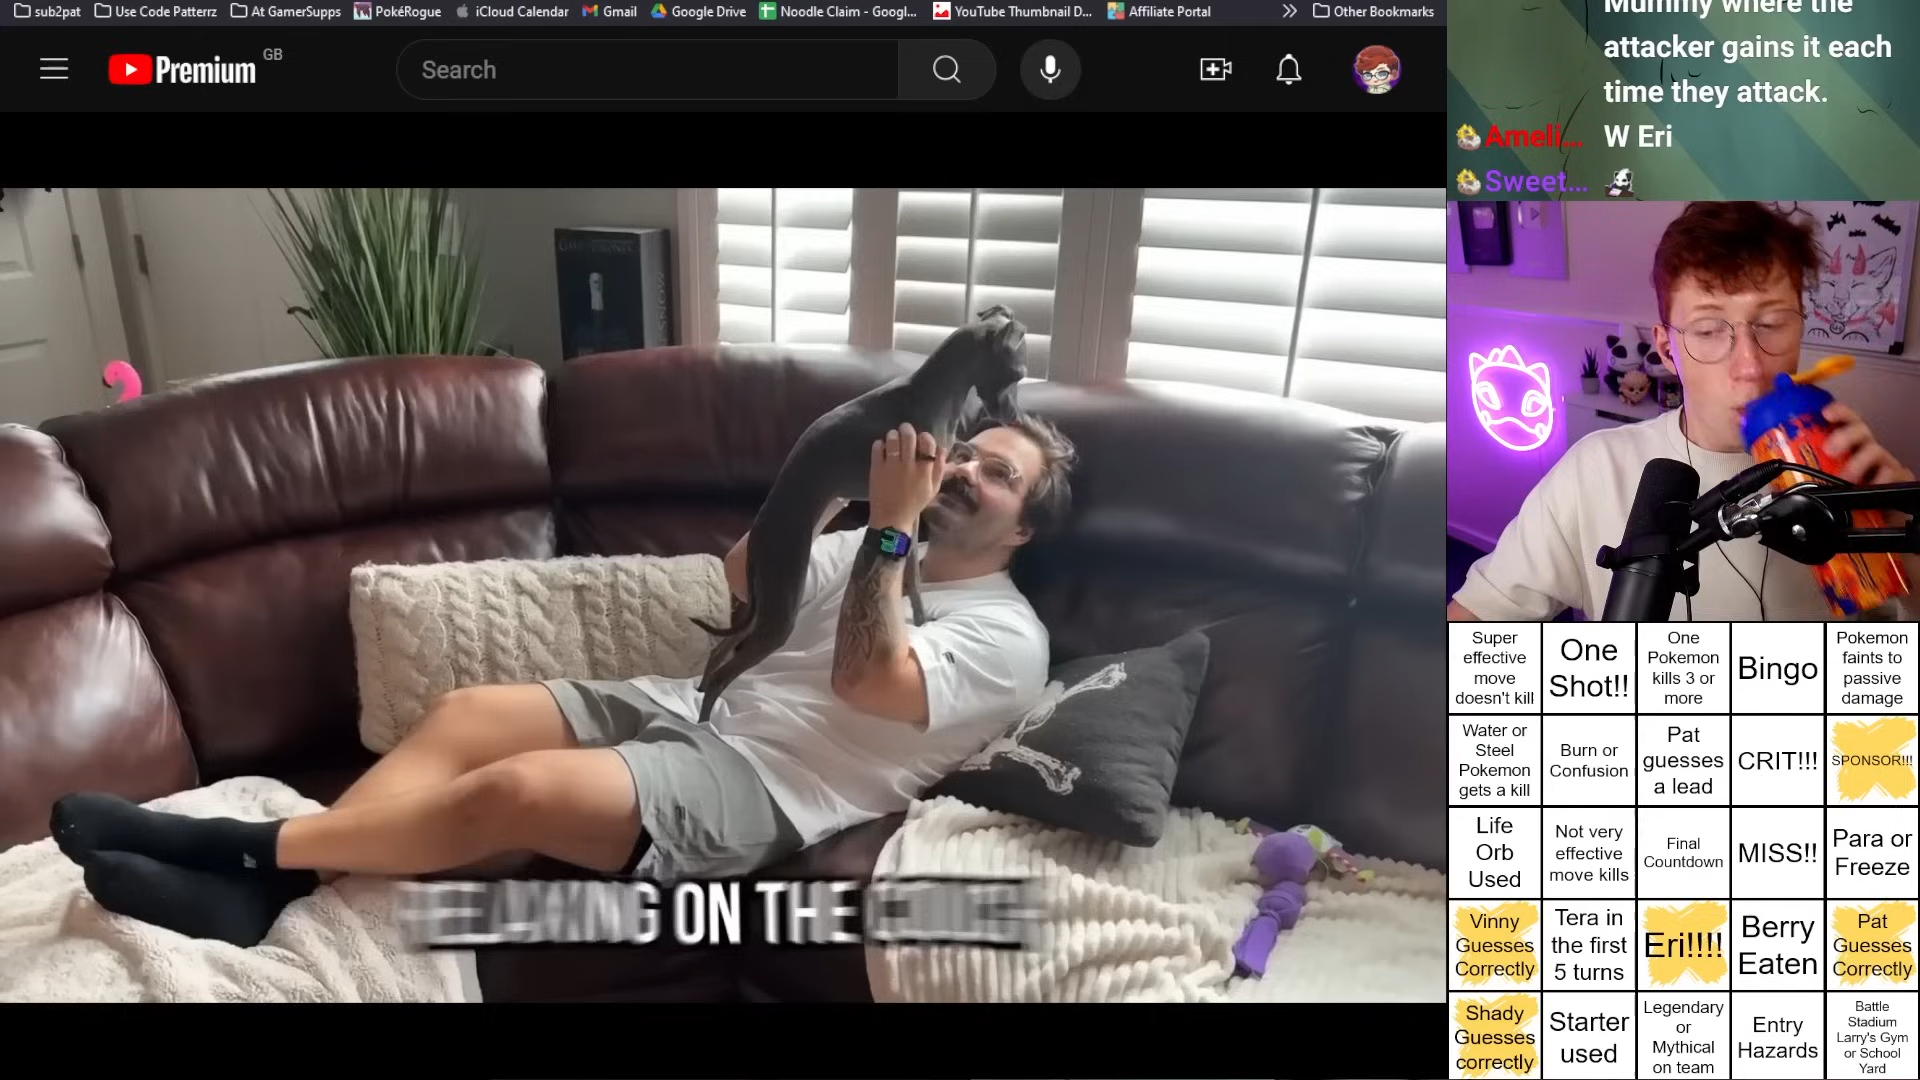 sub2pat
Use Code Patterrz
At GamerSupps
PokéRogue
iCloud Calendar
Gmail
Google Drive
Noodle Claim - Googl...
YouTube Thumbnail D...
Affiliate Portal
Other Bookmarks
Premium
GB
Search
Mummy where the
attacker gains it each
time they attack.
Ameli... W Eri
Sweet...
ON THE
Super
effective
move
doesn't kill
One
Shot!!
One
Pokemon
kills 3 or
more
Bingo
Pokemon
faints to
passive
damage
Water or
Steel
Pokemon
gets a kill
Burn or
Confusion
Pat
guesses
a lead
CRIT!!!
SPONSOR!!!
Life
Orb
Used
Not very
effective
move kills
Final
Countdown
MISS!!
Para or
Freeze
Vinny
Guesses
Correctly
Tera in
the first
5 turns
Eri!!!!
Berry
Eaten
Pat
Guesses
Correctly
Shady
Guesses
correctly
Starter
used
Legendary
or
Mythical
on team
Entry
Hazards
Battle
Stadium
Larry's Gym
or School
Yard